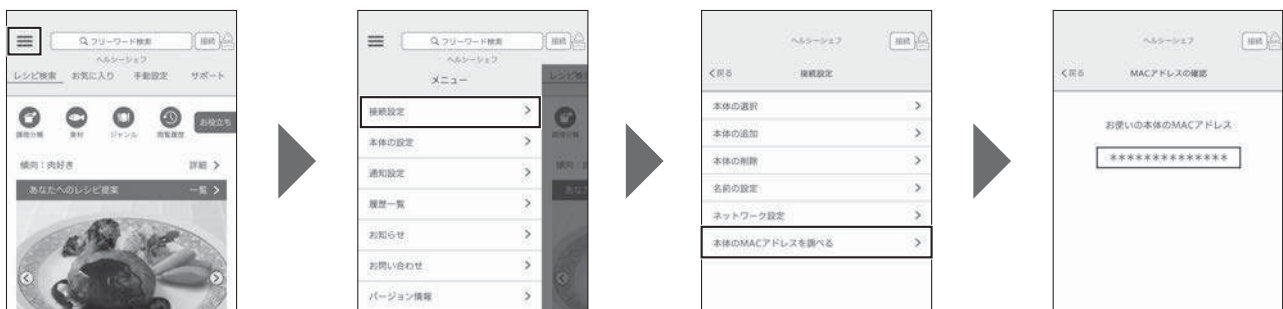 フリーワード検索
接続
ヘルシーシェフ
レシピ検索 お気に入り 手動設定 サポート
調理分類 食材 ジャンル 閲覧履歴 お役立ち
傾向：肉好き 詳細
あなたへのレシピ提案 一覧
フリーワード検索
接続
ヘルシーシェフ
メニュー
レシピ検
接続設定
本体の設定
通知設定
履歴一覧
お知らせ
お問い合わせ
バージョン情報
ヘルシーシェフ
接続
戻る 接続設定
本体の選択
本体の追加
本体の削除
名前の設定
ネットワーク設定
本体のMACアドレスを調べる
ヘルシーシェフ
接続
戻る MACアドレスの確認
お使いの本体のMACアドレス
**************